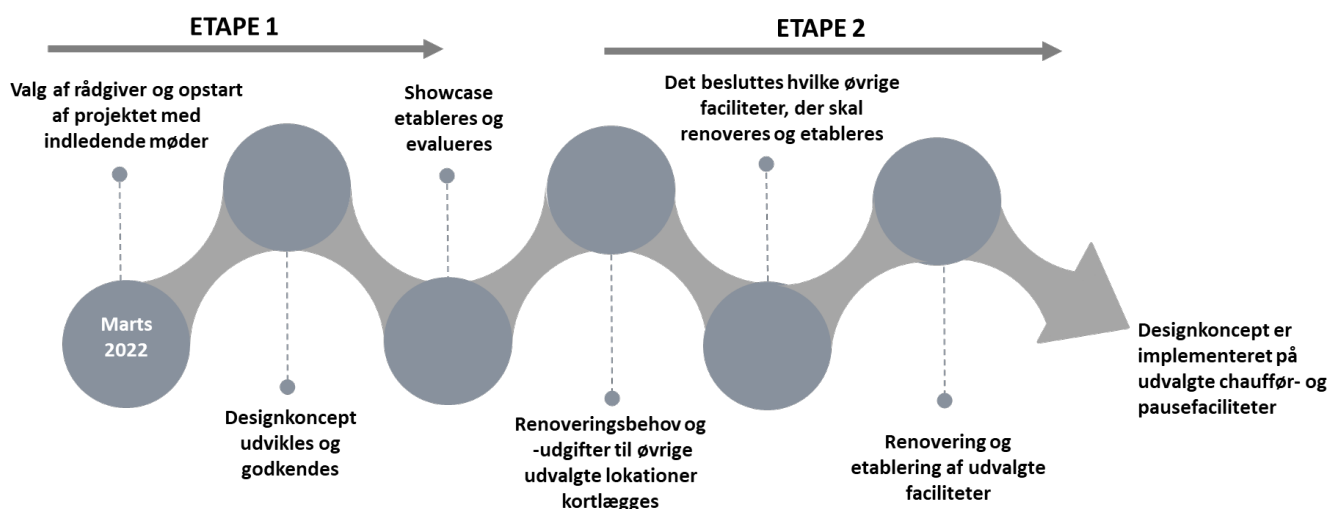 ETAPE 1
ETAPE 2
Valg af rådgiver og opstart
af projektet med
indledende møder
Showcase
etableres og
evalueres
Det besluttes hvilke øvrige
faciliteter, der skal
renoveres og etableres
Marts
2022
Designkoncept
udvikles og
godkendes
Renoveringsbehov og
-udgifter til øvrige
udvalgte lokationer
kortlægges
Renovering og
etablering af udvalgte
faciliteter
Designkoncept er
implementeret på
udvalgte chauffør- og
pausefaciliteter